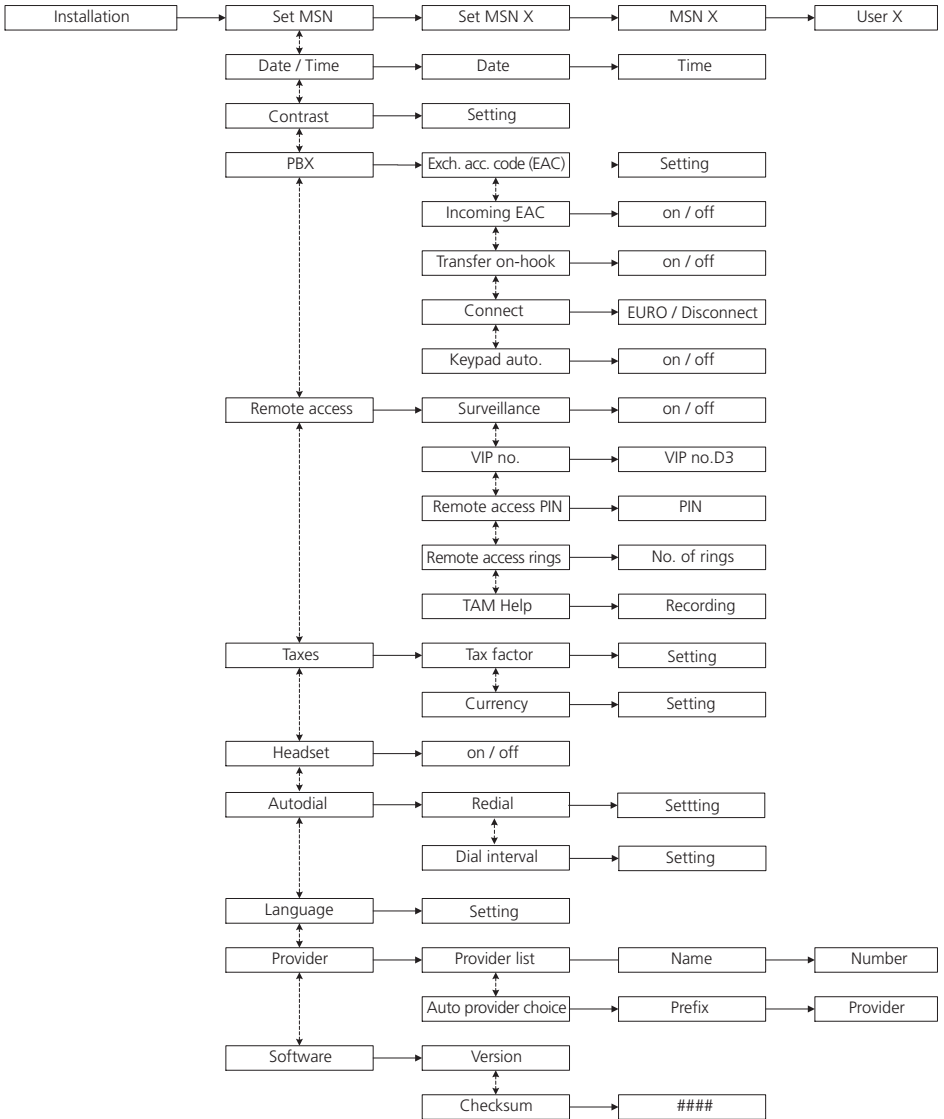 Installation
Set MSN
Set MSN X
MSN X
User X
Date / Time
Date
Time
Contrast
Setting
PBX
Exch. acc. code (EAC)
Setting
Incoming EAC
on / off
Transfer on-hook
on / off
Connect
EURO / Disconnect
Keypad auto.
on / off
Remote access
Surveillance
on / off
VIP no.
VIP no.D3
Remote access PIN
PIN
Remote access rings
No. of rings
TAM Help
Recording
Taxes
Tax factor
Setting
Currency
Setting
Headset
on / off
Autodial
Redial
Settting
Dial interval
Setting
Language
Setting
Provider
Provider list
Name
Number
Auto provider choice
Prefix
Provider
Software
Version
Checksum
####